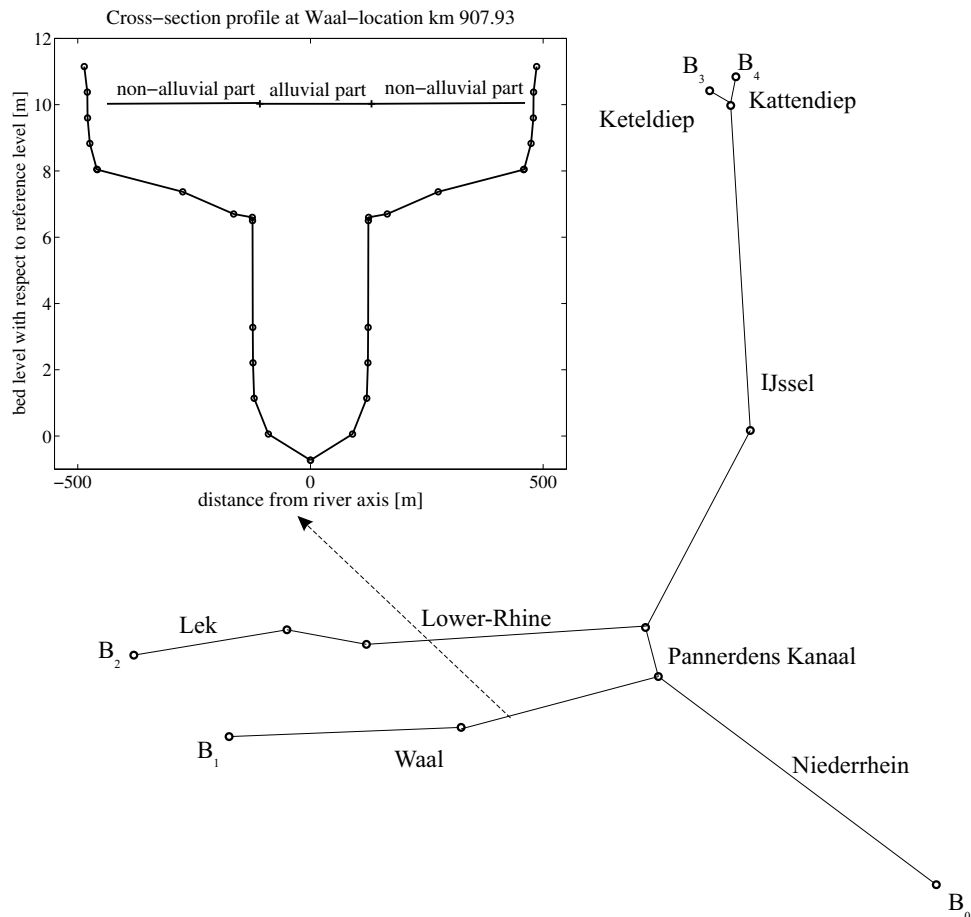 Cross−section profile at Waal−location km 907.93
12
10
8
6
4
2
0
bed level with respect to reference level [m]
non−alluvial part
alluvial part
non−alluvial part
−500
0
500
distance from river axis [m]
B3
B4
Keteldiep
Kattendiep
IJssel
Lek
Lower-Rhine
B2
Pannerdens Kanaal
B1
Waal
Niederrhein
B0